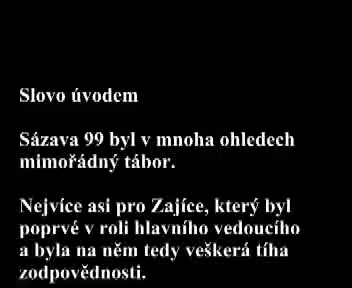 Slovo úvodem
Sázava 99 byl v mnoha ohledech
mimořádný tábor.
Nejvíce asi pro Zajíce, který byl
poprvé v roli hlavního vedoucího
a byla na něm tedy veškerá tíha
zodpovědnosti.